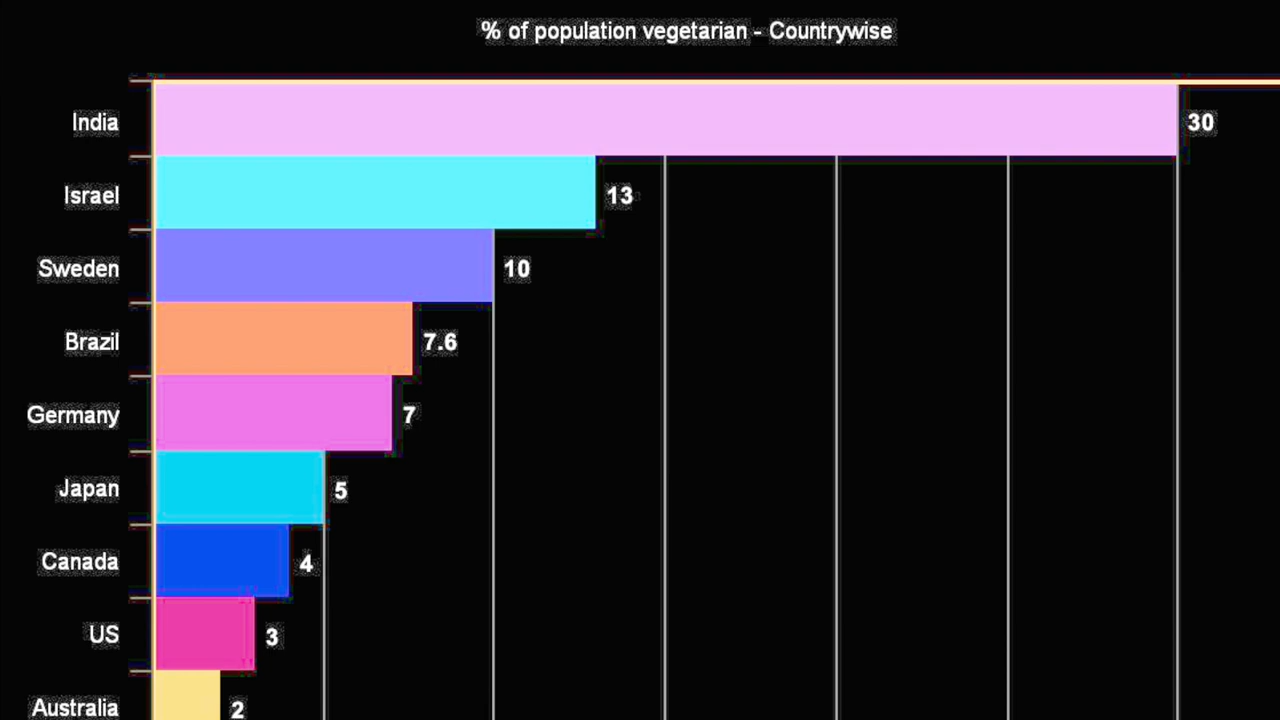 % of population vegetarian - Countrywise
India 30
Israel 13
Sweden 10
Brazil 7.6
Germany 7
Japan 5
Canada 4
US 3
Australia 2